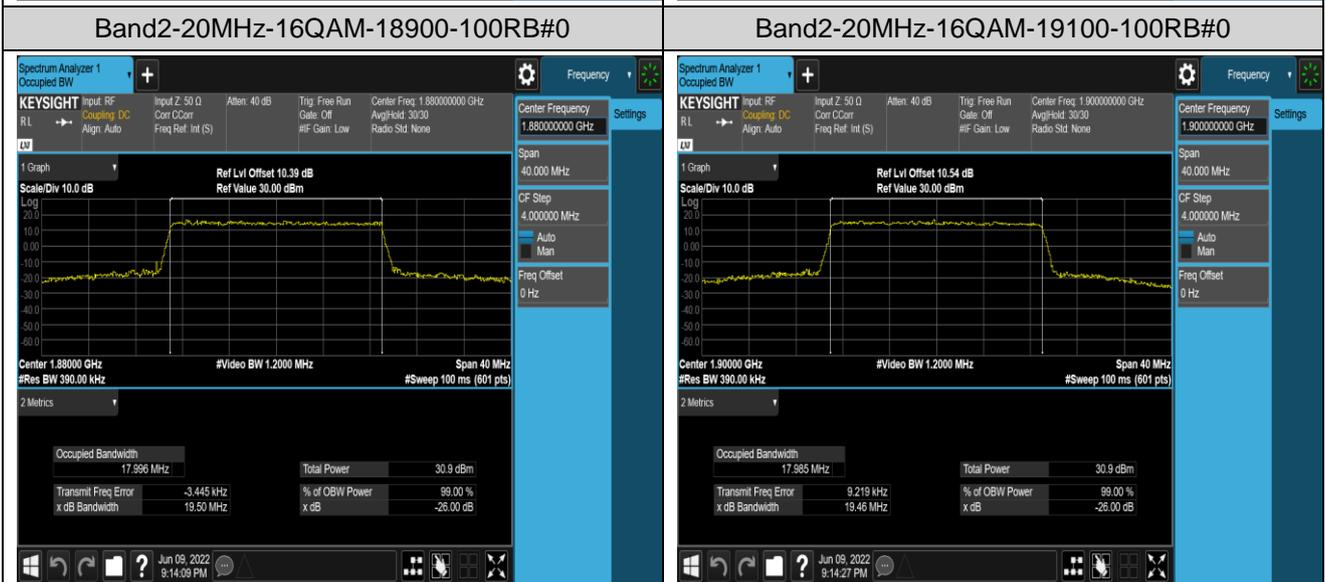 Band2-20MHz-16QAM-18900-100RB#0
Spectrum Analyzer 1
Occupied BW
+
Frequency
KEYSIGHT
RL
LXI
Input: RF
Coupling: DC
Align: Auto
Input Z: 50 Ω
Corr CCorr
Freq Ref: Int (S)
Atten: 40 dB
Trig: Free Run
Gate: Off
#IF Gain: Low
Center Freq: 1.880000000 GHz
Avg|Hold: 30/30
Radio Std: None
Center Frequency
1.880000000 GHz
Settings
Span
40.000 MHz
CF Step
4.000000 MHz
Auto
Man
Freq Offset
0 Hz
1 Graph
Scale/Div 10.0 dB
Ref Lvl Offset 10.39 dB
Ref Value 30.00 dBm
Log
20.0
10.0
0.00
-10.0
-20.0
-30.0
-40.0
-50.0
-60.0
Center 1.88000 GHz
#Video BW 1.2000 MHz
Span 40 MHz
#Res BW 390.00 kHz
#Sweep 100 ms (601 pts)
2 Metrics
Occupied Bandwidth
17.996 MHz
Total Power 30.9 dBm
Transmit Freq Error -3.445 kHz
% of OBW Power 99.00 %
x dB Bandwidth 19.50 MHz
x dB -26.00 dB
?
Jun 09, 2022
9:14:09 PM
Band2-20MHz-16QAM-19100-100RB#0
Spectrum Analyzer 1
Occupied BW
+
Frequency
KEYSIGHT
RL
LXI
Input: RF
Coupling: DC
Align: Auto
Input Z: 50 Ω
Corr CCorr
Freq Ref: Int (S)
Atten: 40 dB
Trig: Free Run
Gate: Off
#IF Gain: Low
Center Freq: 1.900000000 GHz
Avg|Hold: 30/30
Radio Std: None
Center Frequency
1.900000000 GHz
Settings
Span
40.000 MHz
CF Step
4.000000 MHz
Auto
Man
Freq Offset
0 Hz
1 Graph
Scale/Div 10.0 dB
Ref Lvl Offset 10.54 dB
Ref Value 30.00 dBm
Log
20.0
10.0
0.00
-10.0
-20.0
-30.0
-40.0
-50.0
-60.0
Center 1.90000 GHz
#Video BW 1.2000 MHz
Span 40 MHz
#Res BW 390.00 kHz
#Sweep 100 ms (601 pts)
2 Metrics
Occupied Bandwidth
17.985 MHz
Total Power 30.9 dBm
Transmit Freq Error 9.219 kHz
% of OBW Power 99.00 %
x dB Bandwidth 19.46 MHz
x dB -26.00 dB
?
Jun 09, 2022
9:14:27 PM